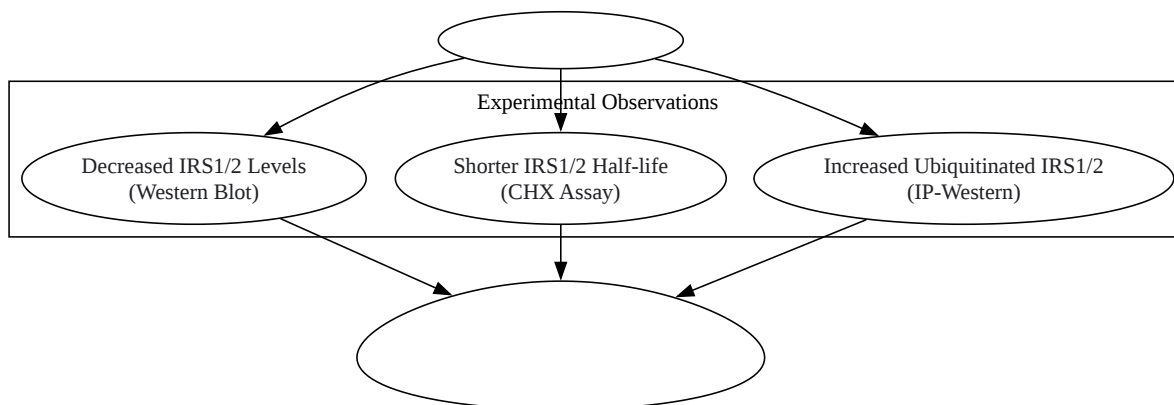 Experimental Observations
Decreased IRS1/2 Levels
(Western Blot)
Shorter IRS1/2 Half-life
(CHX Assay)
Increased Ubiquitinated IRS1/2
(IP-Western)